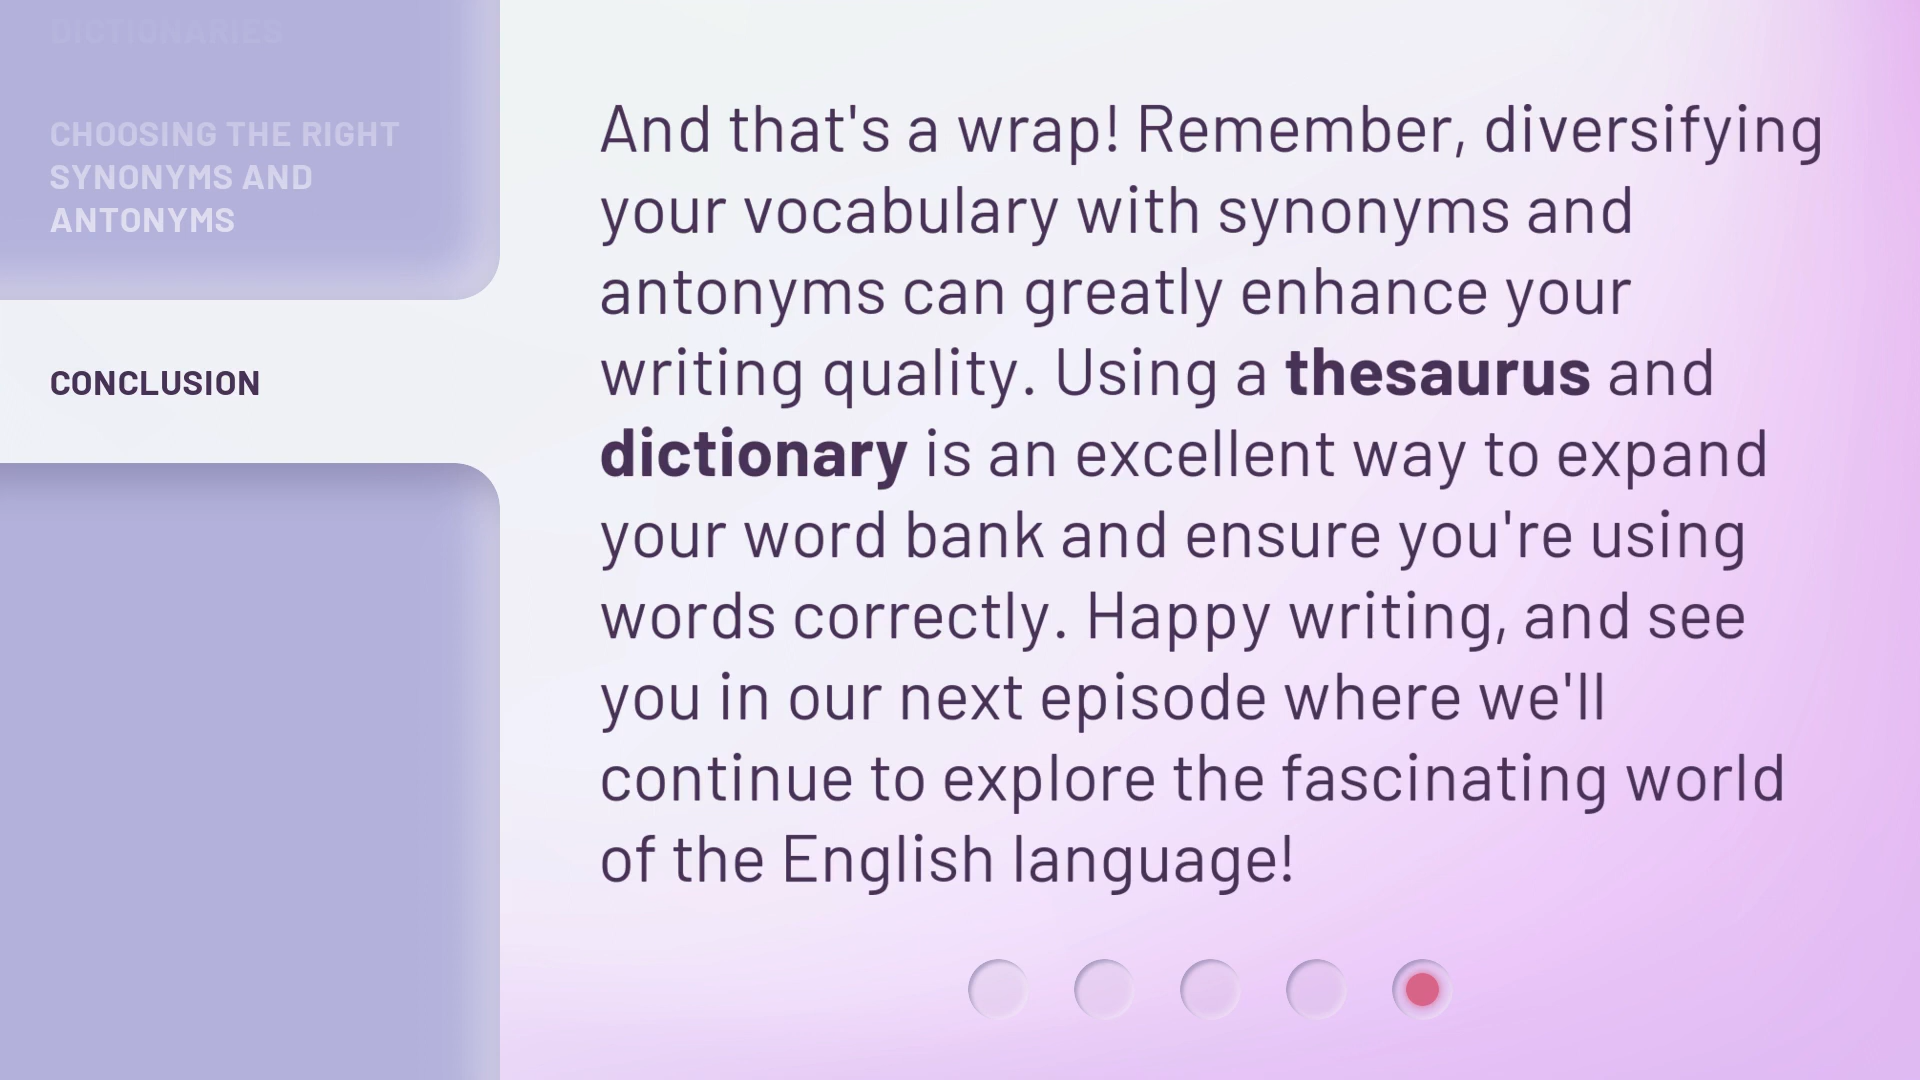 DICTIONARIES
CHOOSING THE RIGHT
SYNONYMS AND
ANTONYMS
CONCLUSION
And that's a wrap! Remember, diversifying
your vocabulary with synonyms and
antonyms can greatly enhance your
writing quality. Using a thesaurus and
dictionary is an excellent way to expand
your word bank and ensure you're using
words correctly. Happy writing, and see
you in our next episode where we'll
continue to explore the fascinating world
of the English language!